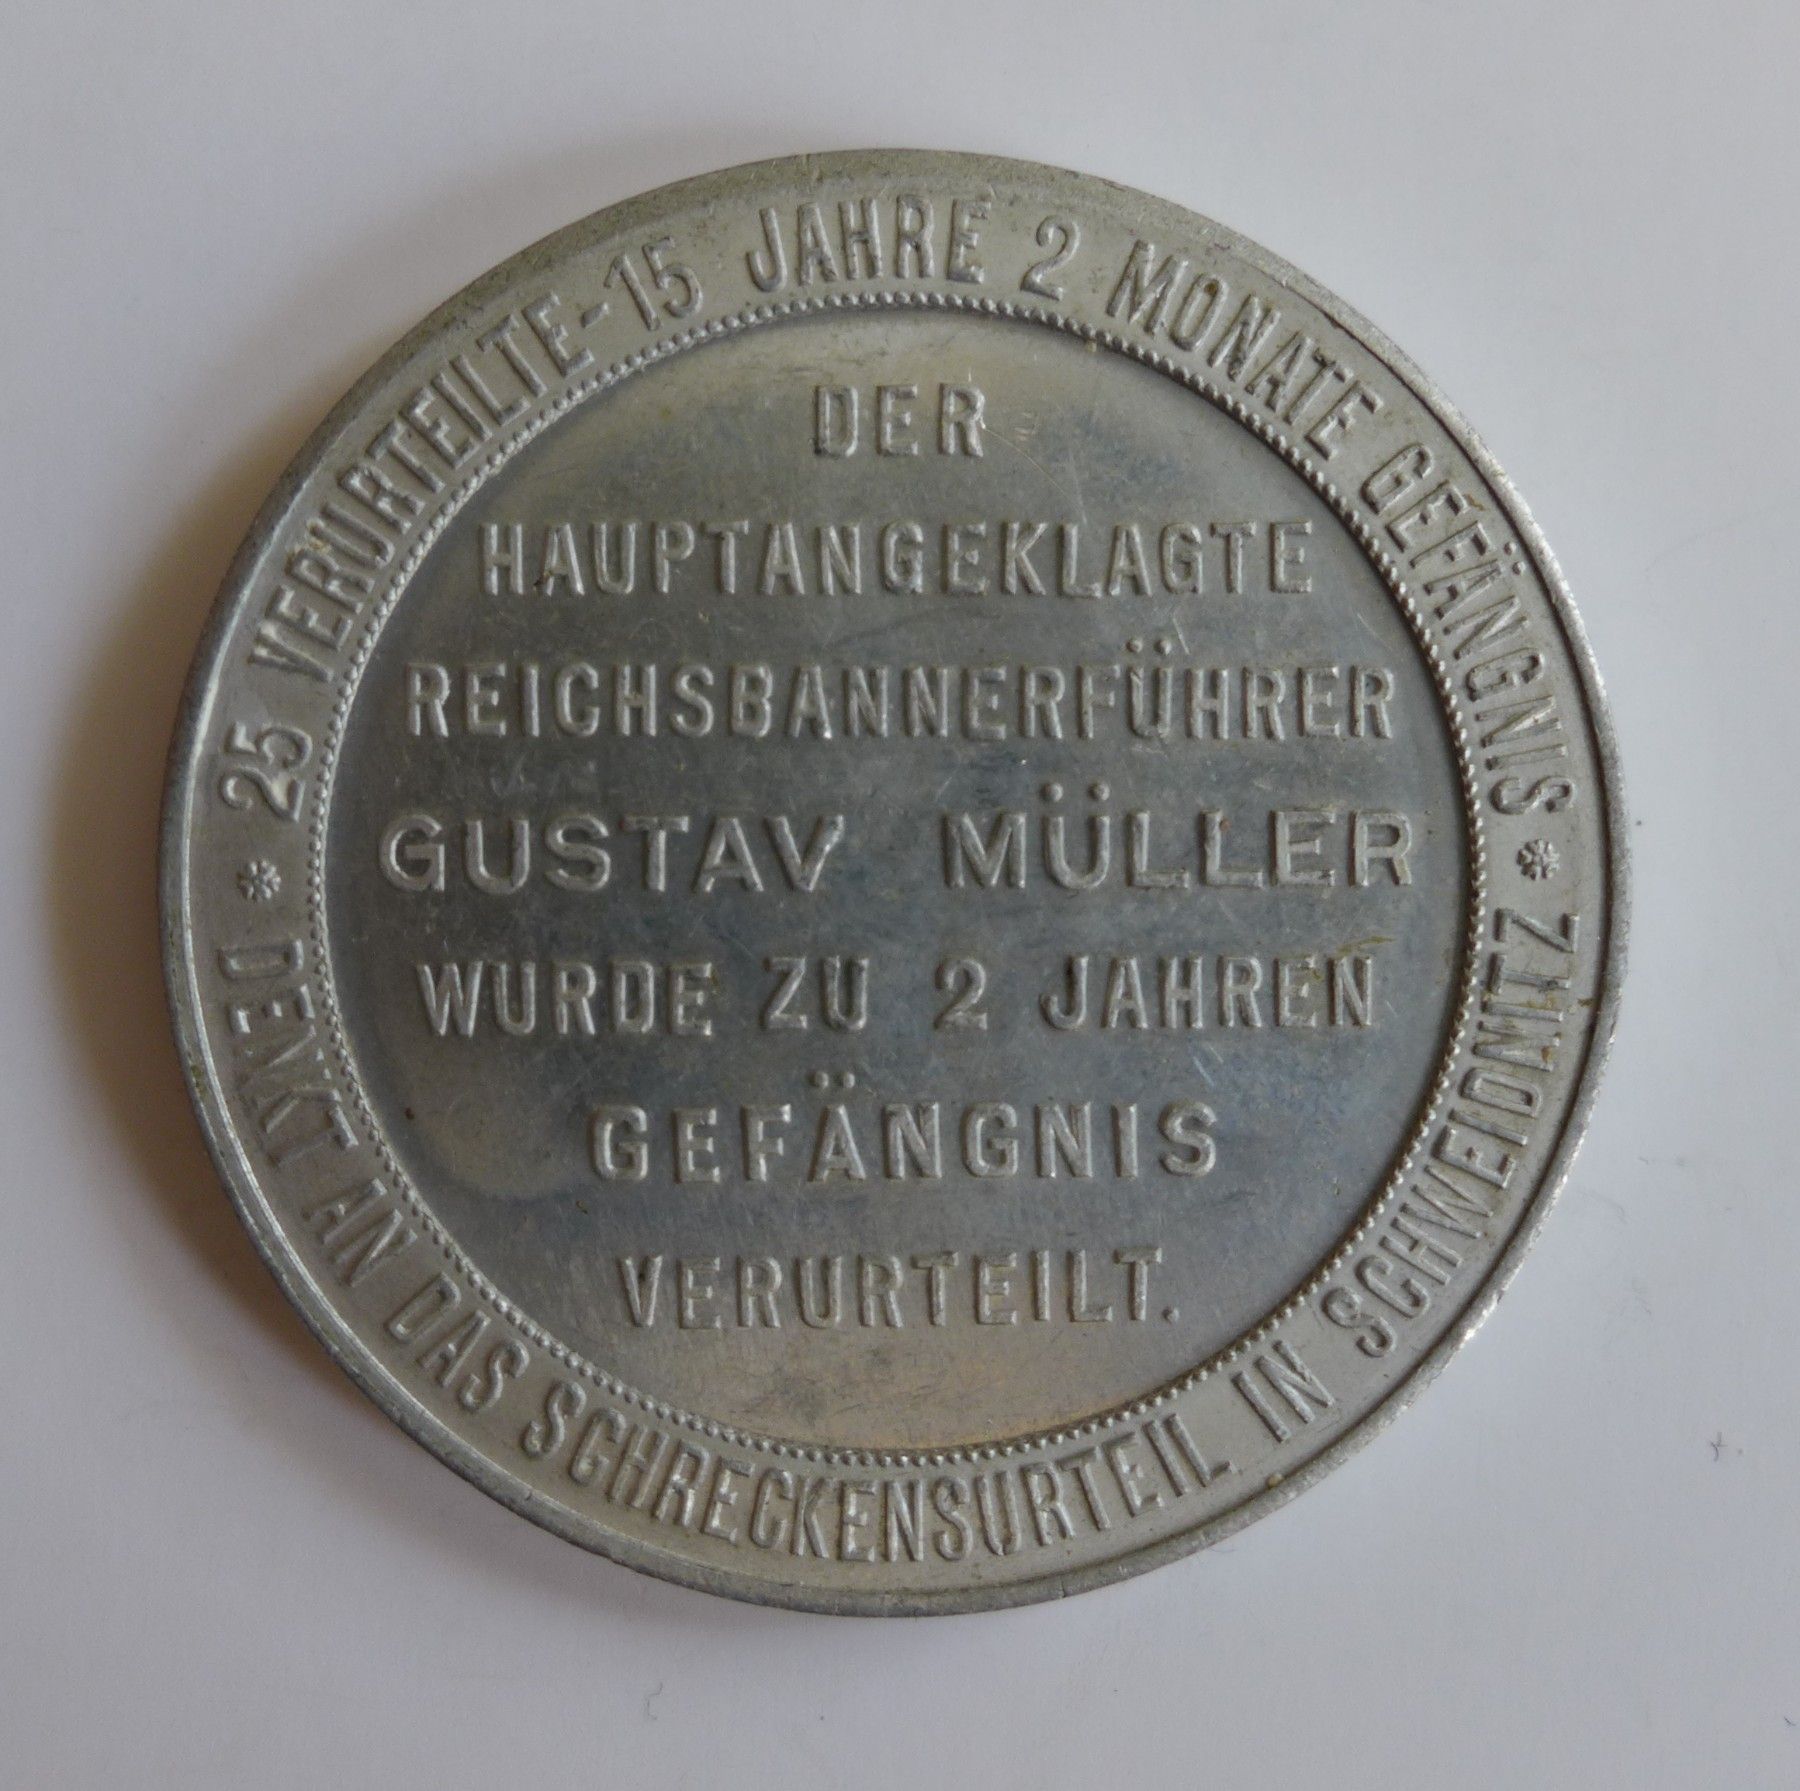 25 VERURTEILTE-15 JAHRE 2 MONATE GEFÄNGNIS
DER
HAUPTANGEKLAGTE
REICHSBANNERFÜHRER
GUSTAV MÜLLER
WURDE ZU 2 JAHREN
GEFÄNGNIS
VERURTEILT.
DENKT AN DAS SCHRECKENSURTEIL IN SCHWEIDNITZ